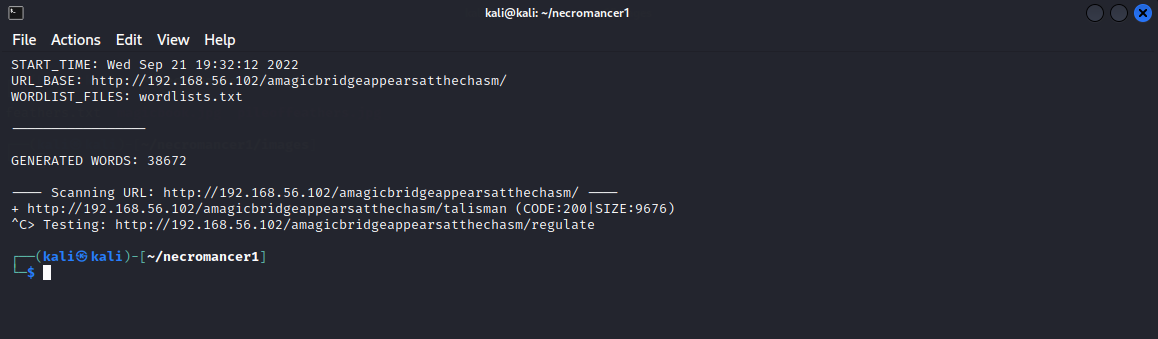 kali@kali: ~/necromancer1
File Actions Edit View Help
START_TIME: Wed Sep 21 19:32:12 2022
URL_BASE: http://192.168.56.102/amagicbridgeappearsatthechasm/
WORDLIST_FILES: wordlists.txt
-----------------
GENERATED WORDS: 38672
---- Scanning URL: http://192.168.56.102/amagicbridgeappearsatthechasm/ ----
+ http://192.168.56.102/amagicbridgeappearsatthechasm/talisman (CODE:200|SIZE:9676)
^C> Testing: http://192.168.56.102/amagicbridgeappearsatthechasm/regulate
┌──(kali㉿kali)-[~/necromancer1]
└─$